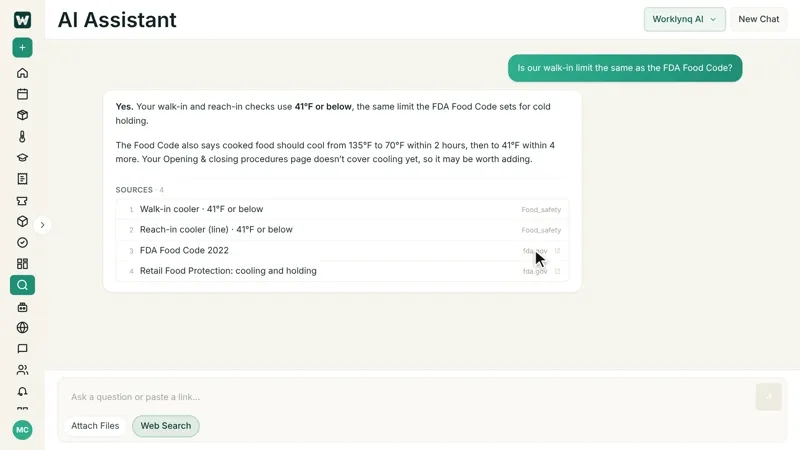 W
AI Assistant
Worklynq AI
New Chat
Is our walk-in limit the same as the FDA Food Code?
Yes. Your walk-in and reach-in checks use 41°F or below, the same limit the FDA Food Code sets for cold
holding.
The Food Code also says cooked food should cool from 135°F to 70°F within 2 hours, then to 41°F within 4
more. Your Opening & closing procedures page doesn't cover cooling yet, so it may be worth adding.
SOURCES · 4
1 Walk-in cooler · 41°F or below Food_safety
2 Reach-in cooler (line) · 41°F or below Food_safety
3 FDA Food Code 2022 fda.gov
4 Retail Food Protection: cooling and holding fda.gov
Ask a question or paste a link...
Attach Files
Web Search
MC